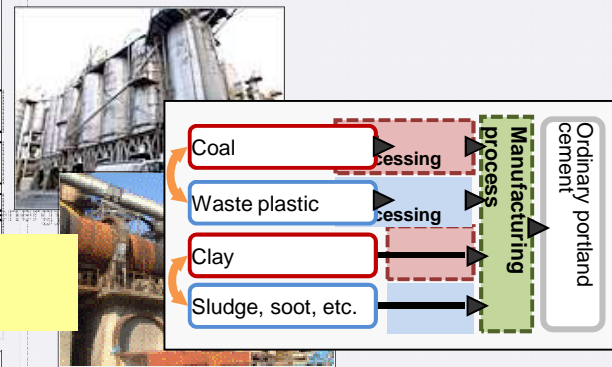 Coal
cessing
Waste plastic
cessing
Clay
Sludge, soot, etc.
Manufacturing
process
Ordinary portland
cement